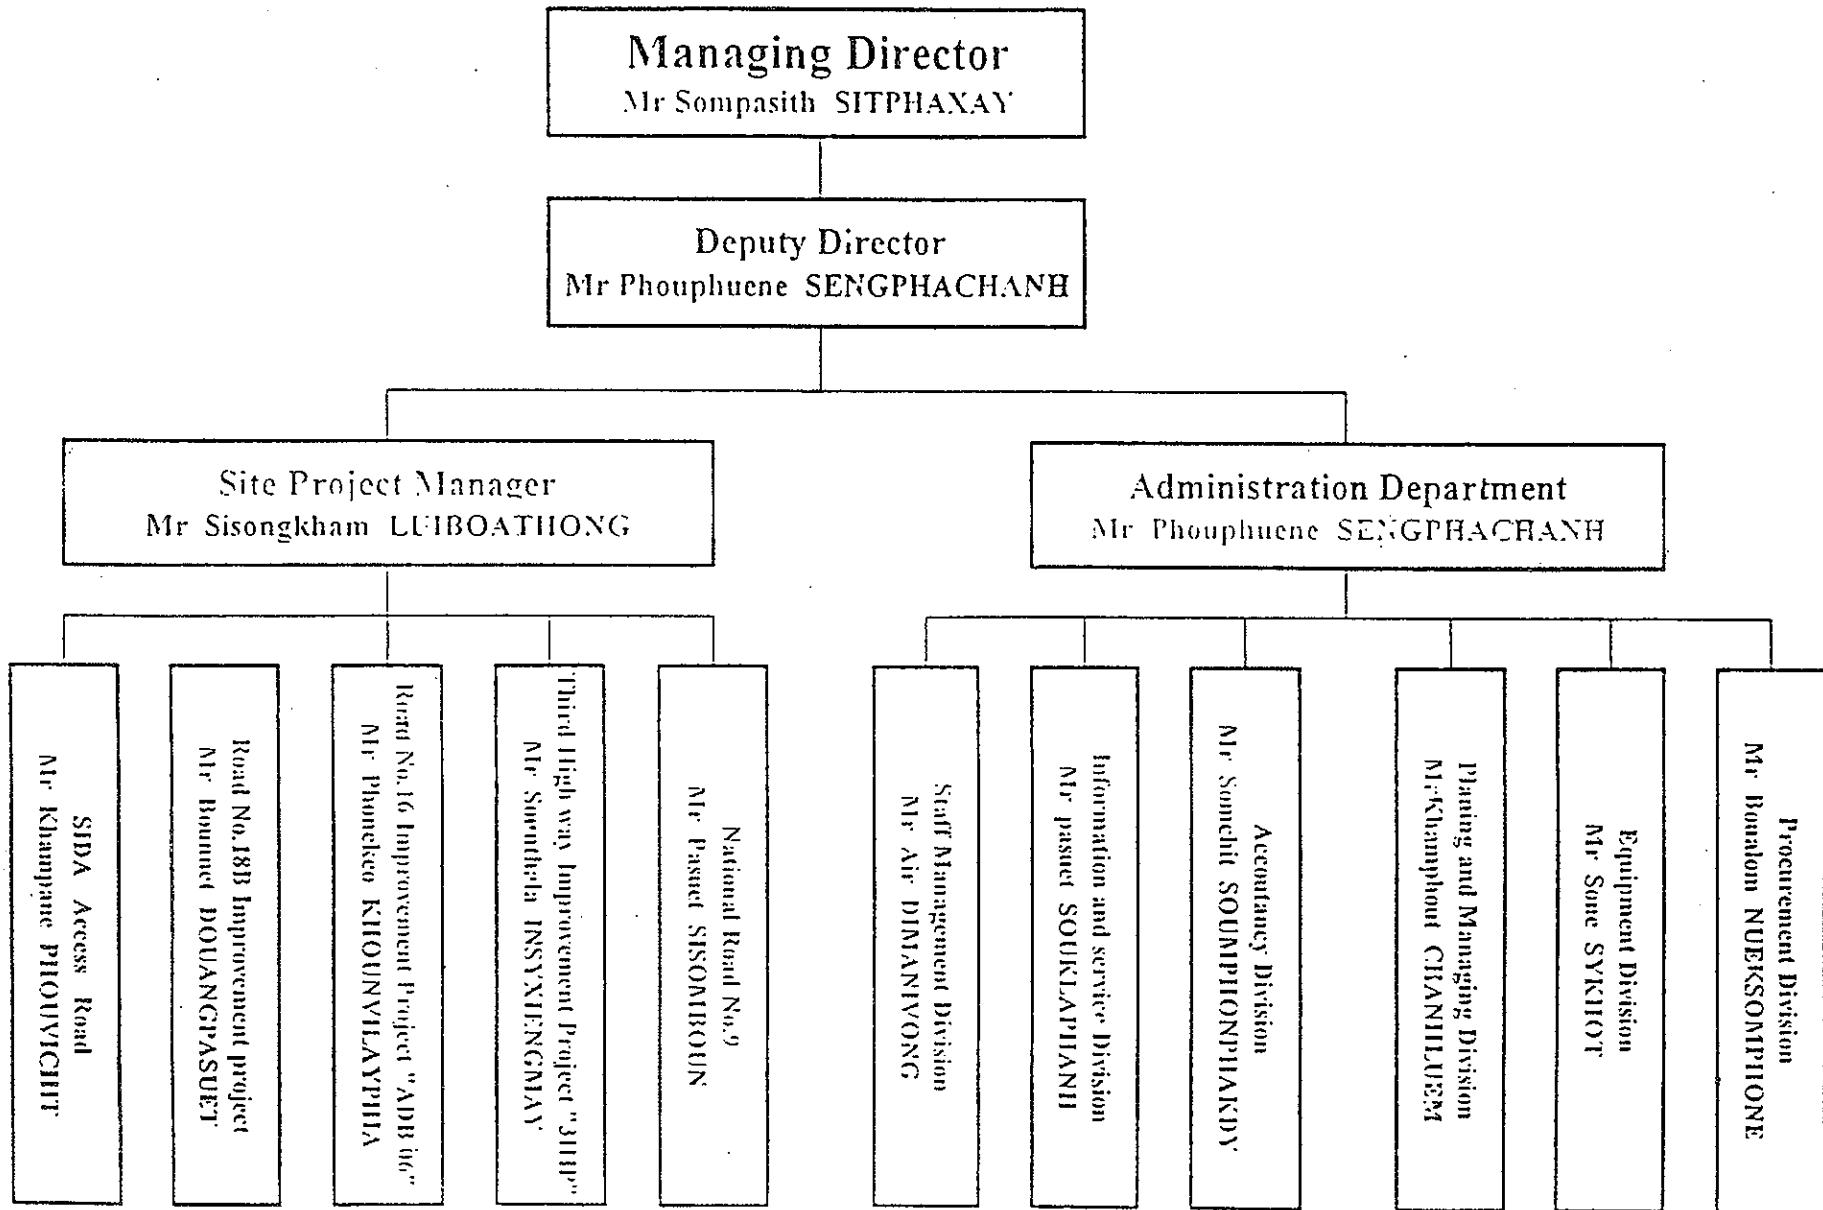 Managing Director
Mr Sompasith SITPHAXAY
Deputy Director
Mr Phouphuene SENGPHACHANH
Site Project Manager
Mr Sisongkham LUIBOATHONG
Administration Department
Mr Phouphuene SENGPHACHANH
SIDA Access Road
Mr Khampane PHOUVICHIT
Road No.18B Improvement project
Mr Bounnet DOUANGPASUET
Road No.16 Improvement Project "ADB 06"
Mr Phonekeo KHOUNVILAYPHA
Third High way Improvement Project "3HIP"
Mr Suenthela INSYXIENGMAY
National Road No.9
Mr Pasuet SISOMBOUN
Staff Management Division
Mr Air DMANIVONG
Information and service Division
Mr pasuet SOUKLAPHANH
Accoutancy Division
Mr Somchit SOUMPHONPHAKDY
Planing and Managing Division
Mr Khamphout CHANHLUEM
Equipment Division
Mr Sone SYKHOT
Procurement Division
Mr Boualom NUEKSOMPHONE